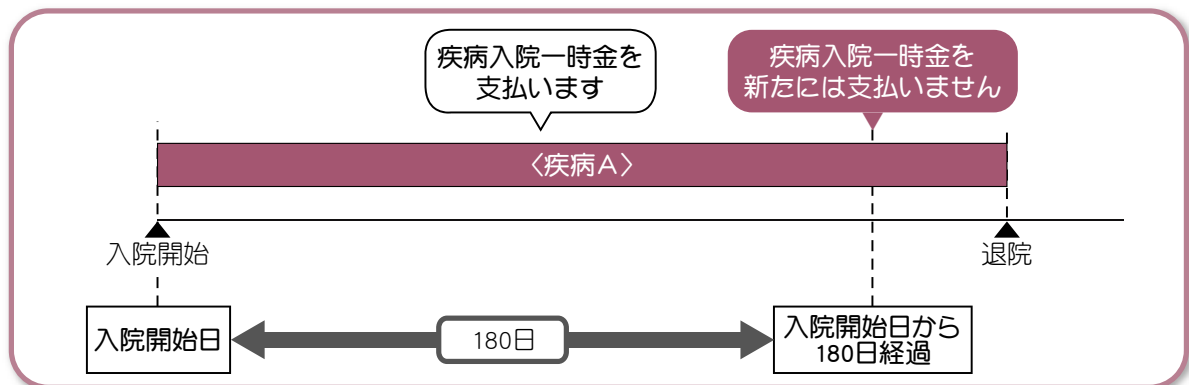 疾病入院一時金を
支払います
疾病入院一時金を
新たには支払いません
〈疾病A〉
入院開始
退院
入院開始日
180日
入院開始日から
180日経過